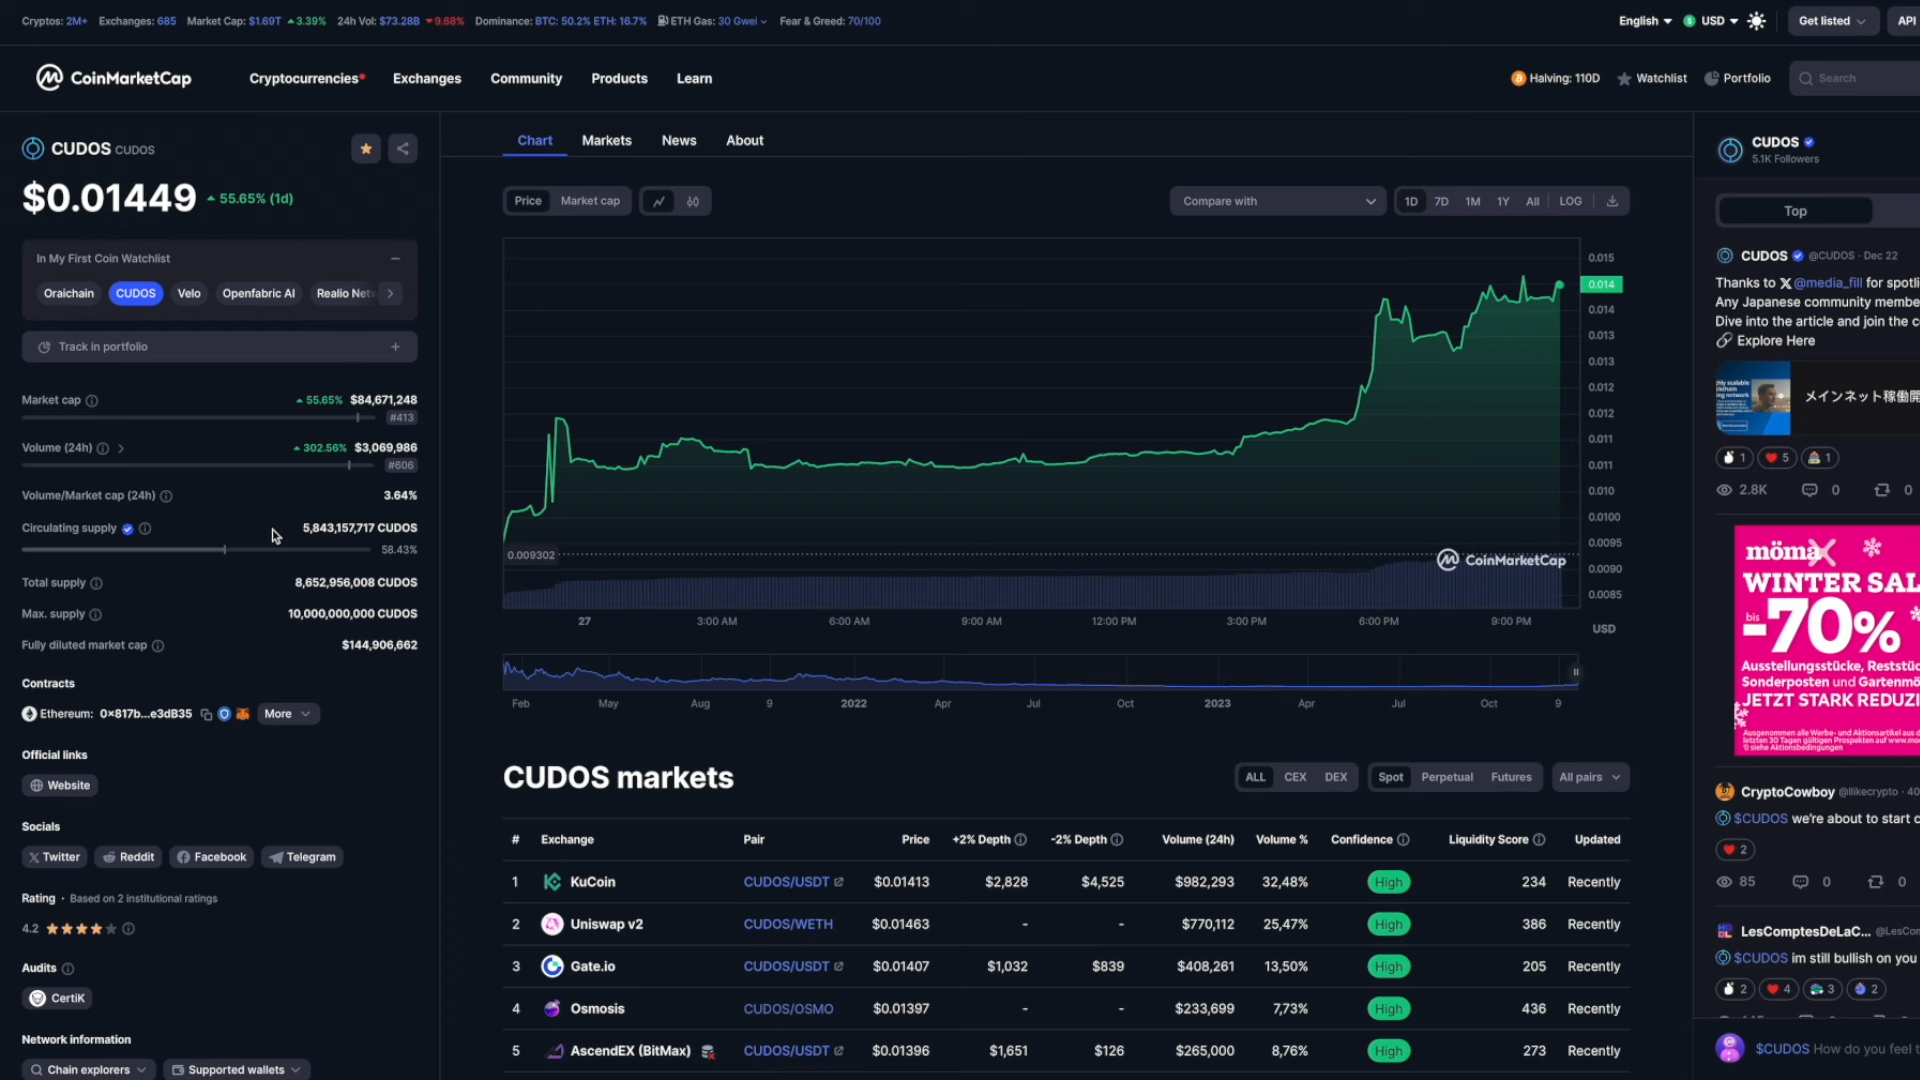 Cryptos: 2M+ Exchanges: 685 Market Cap: $1.69T 3.39% 24h Vol: $73.28B 9.68% Dominance: BTC: 50.2% ETH: 16.7% ETH Gas: 30 Gwei Fear & Greed: 70/100
English USD Get listed API
CoinMarketCap Cryptocurrencies Exchanges Community Products Learn
Halving: 110D Watchlist Portfolio Search
CUDOS CUDOS
$0.01449 55.65% (1d)
In My First Coin Watchlist
Oraichain CUDOS Velo Openfabric AI Realio Netv
Track in portfolio
Market cap 55.65% $84,671,248
#413
Volume (24h) 302.56% $3,069,986
#606
Volume/Market cap (24h) 3.64%
Circulating supply 5,843,157,717 CUDOS
58.43%
Total supply 8,652,956,008 CUDOS
Max. supply 10,000,000,000 CUDOS
Fully diluted market cap $144,906,662
Contracts
Ethereum: 0x817b...e3dB35 More
Official links
Website
Socials
Twitter Reddit Facebook Telegram
Rating · Based on 2 institutional ratings
4.2
Audits
CertiK
Network information
Chain explorers Supported wallets
Chart Markets News About
Price Market cap
Compare with 1D 7D 1M 1Y All LOG
0.015
0.014
0.014
0.013
0.013
0.012
0.012
0.011
0.011
0.010
0.0100
0.0095
0.0090
0.0085
0.009302
CoinMarketCap
27 3:00 AM 6:00 AM 9:00 AM 12:00 PM 3:00 PM 6:00 PM 9:00 PM
USD
Feb May Aug 9 2022 Apr Jul Oct 2023 Apr Jul Oct 9
CUDOS markets
ALL CEX DEX Spot Perpetual Futures All pairs
# Exchange Pair Price +2% Depth -2% Depth Volume (24h) Volume % Confidence Liquidity Score Updated
1 KuCoin CUDOS/USDT $0.01413 $2,828 $4,525 $982,293 32,48% High 234 Recently
2 Uniswap v2 CUDOS/WETH $0.01463 - - $770,112 25,47% High 386 Recently
3 Gate.io CUDOS/USDT $0.01407 $1,032 $839 $408,261 13,50% High 205 Recently
4 Osmosis CUDOS/OSMO $0.01397 - - $233,699 7,73% High 436 Recently
5 AscendEX (BitMax) CUDOS/USDT $0.01396 $1,651 $126 $265,000 8,76% High 273 Recently
CUDOS
5.1K Followers
Top
CUDOS @CUDOS · Dec 22
Thanks to X @media_fill for spotli
Any Japanese community membe
Dive into the article and join the c
Explore Here
メインネット稼働開
1 5 1
2.8K 0 0
mömax
WINTER SAL
bis
-70%
Ausstellungsstücke, Reststüc
Sonderposten und Gartenmö
JETZT STARK REDUZI
CryptoCowboy @llikecrypto · 40
$CUDOS we're about to start c
2
85 0 0
LesComptesDeLaC... @LesCon
$CUDOS im still bullish on you
2 4 3 2
$CUDOS How do you feel t